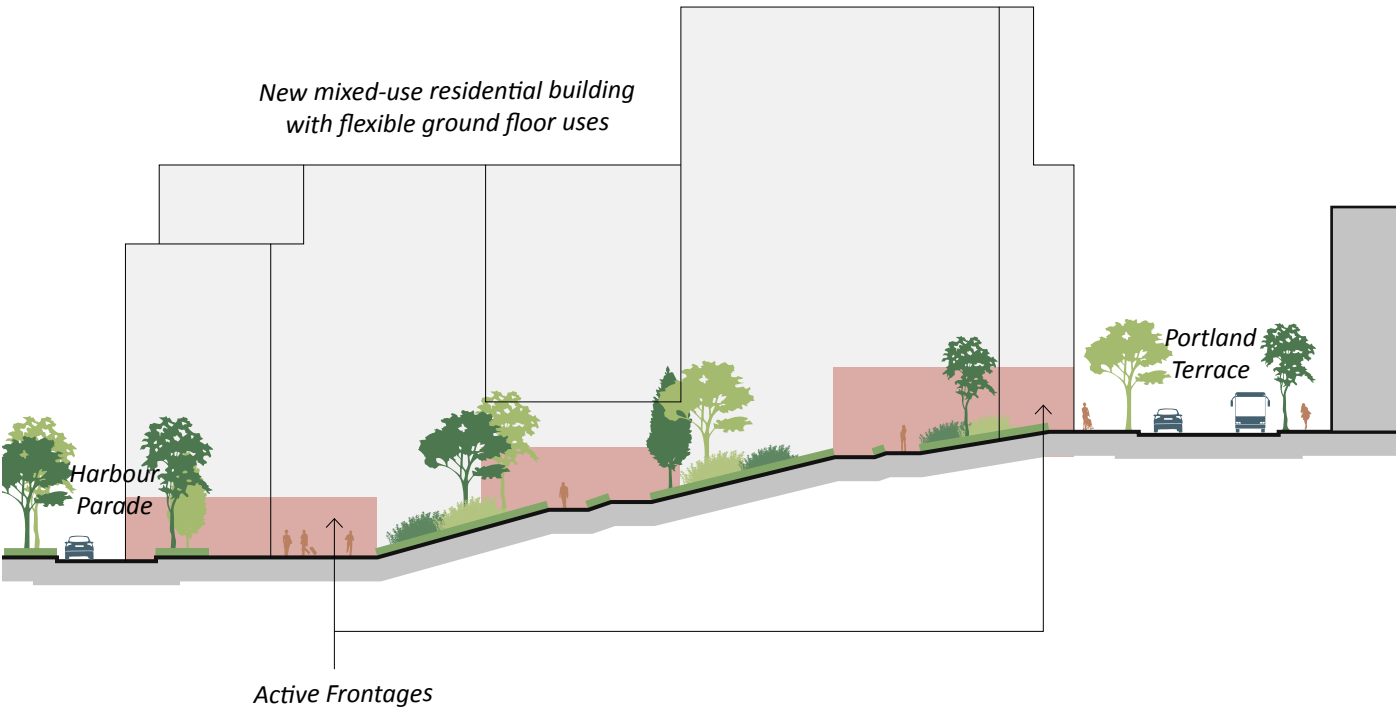 New mixed-use residential building
with flexible ground floor uses
Portland
Terrace
Harbour
Parade
Active Frontages